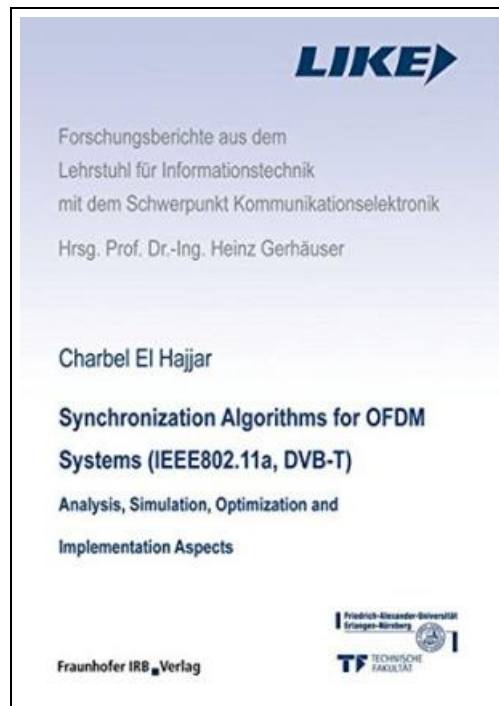 LIKE
Forschungsberichte aus dem
Lehrstuhl für Informationstechnik
mit dem Schwerpunkt Kommunikationselektronik
Hrsg. Prof. Dr.-Ing. Heinz Gerhäuser
Charbel El Hajjar
Synchronization Algorithms for OFDM
Systems (IEEE802.11a, DVB-T)
Analysis, Simulation, Optimization and
Implementation Aspects
Friedrich-Alexander-Universität
Erlangen-Nürnberg
Fraunhofer IRB Verlag
TF TECHNISCHE
FAKULTÄT